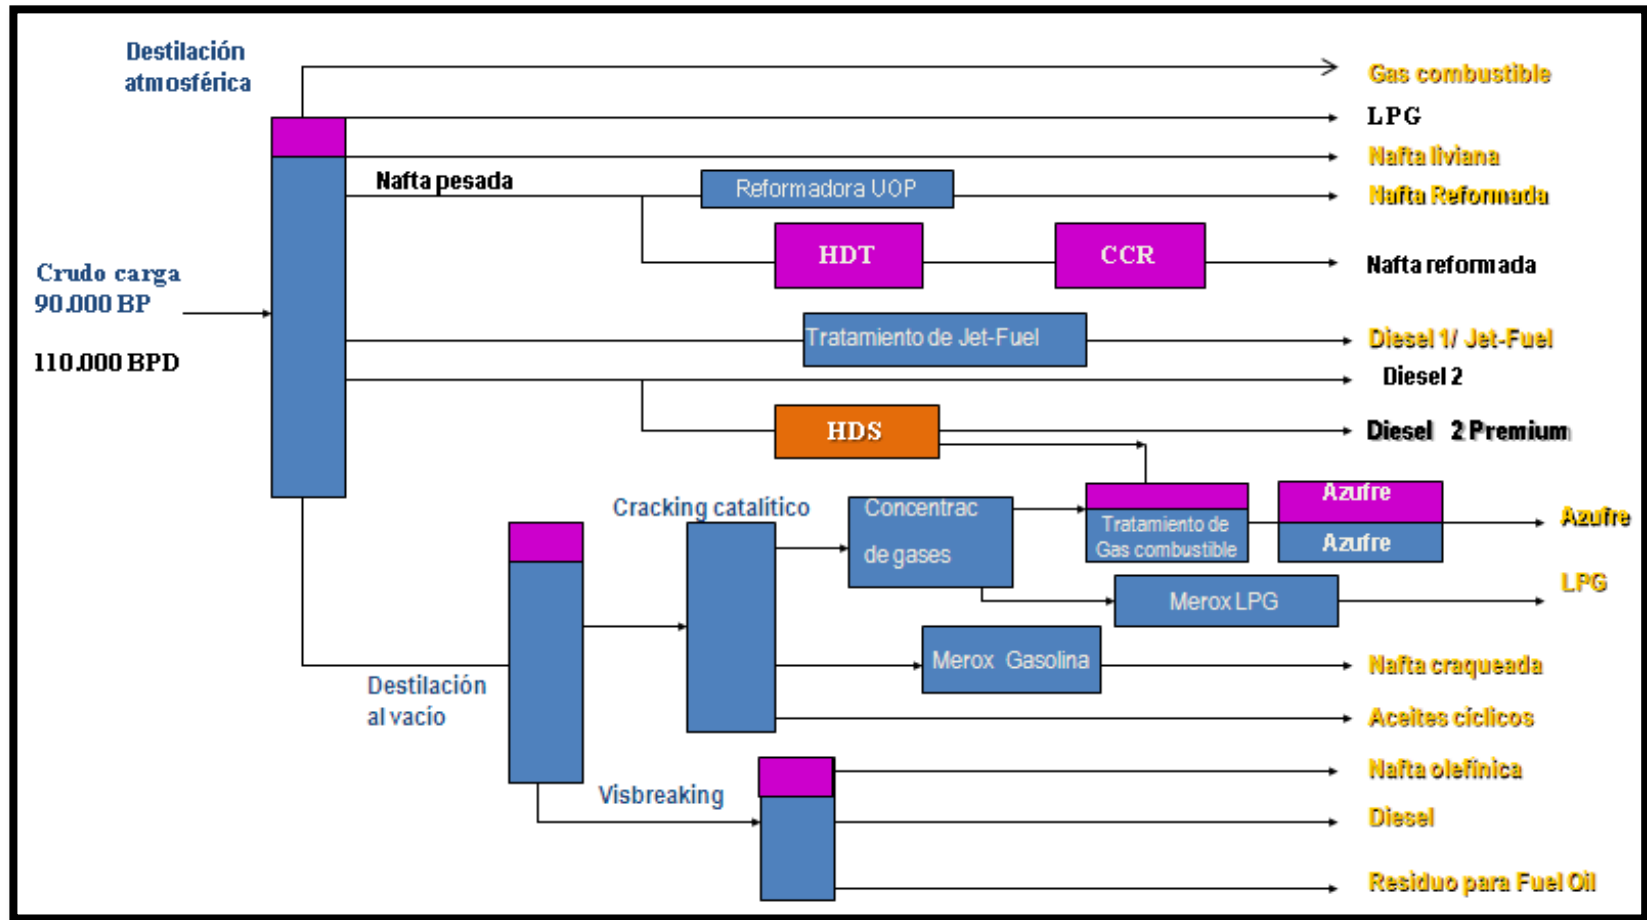 Destilación
atmosférica
Gas combustible
LPG
Nafta liviana
Nafta pesada
Reformadora UOP
Nafta Reformada
HDT
CCR
Nafta reformada
Crudo carga
90.000 BP
110.000 BPD
Tratamiento de Jet-Fuel
Diesel 1/ Jet-Fuel
Diesel 2
HDS
Diesel 2 Premium
Cracking catalítico
Concentrac
de gases
Tratamiento de
Gas combustible
Azufre
Azufre
Azufre
Merox LPG
LPG
Merox Gasolina
Nafta craqueada
Destilación
al vacío
Aceites cíclicos
Visbreaking
Nafta olefínica
Diesel
Residuo para Fuel Oil